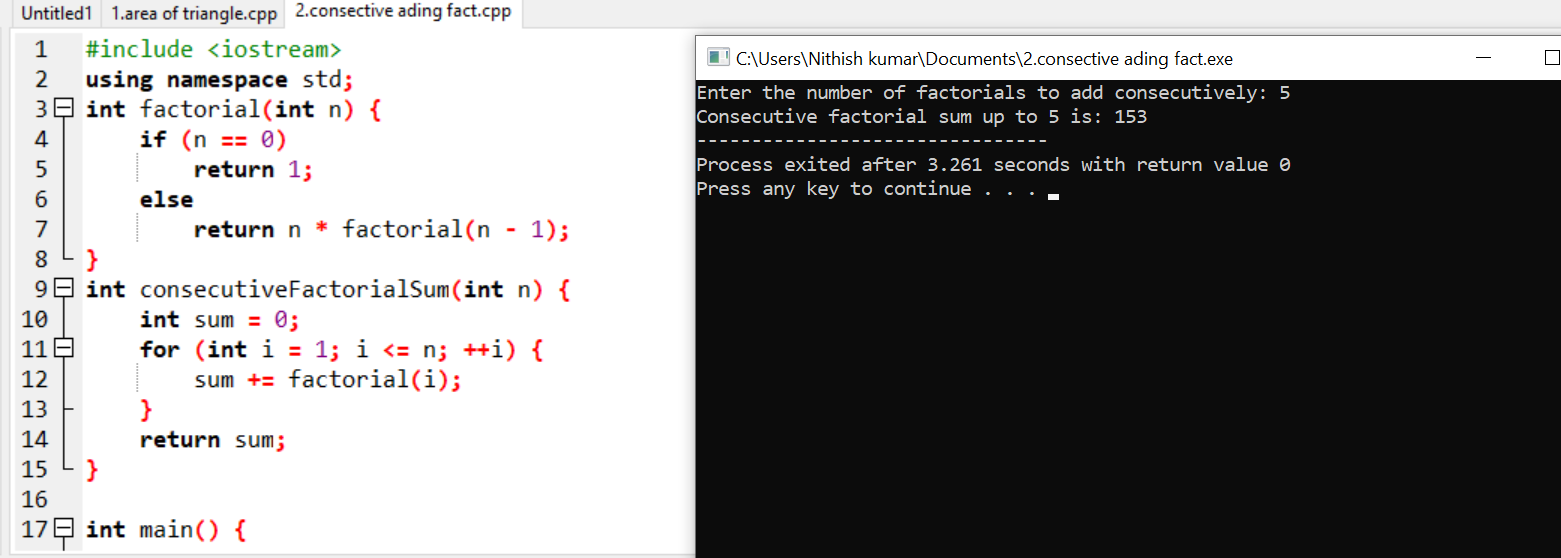 Untitled1 1.area of triangle.cpp 2.consective ading fact.cpp
1 #include <iostream>
2 using namespace std;
3 int factorial(int n) {
4     if (n == 0)
5         return 1;
6     else
7         return n * factorial(n - 1);
8 }
9 int consecutiveFactorialSum(int n) {
10     int sum = 0;
11     for (int i = 1; i <= n; ++i) {
12         sum += factorial(i);
13     }
14     return sum;
15 }
16
17 int main() {
C:\Users\Nithish kumar\Documents\2.consective ading fact.exe
Enter the number of factorials to add consecutively: 5
Consecutive factorial sum up to 5 is: 153
--------------------------------
Process exited after 3.261 seconds with return value 0
Press any key to continue . . .